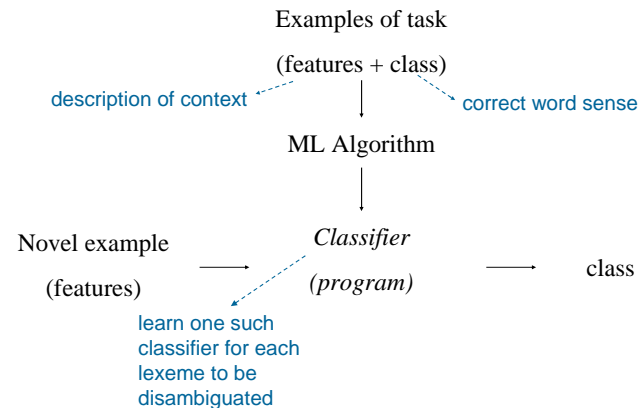 Examples of task
(features + class)
description of context
correct word sense
ML Algorithm
Classifier
(program)
Novel example
(features)
class
learn one such
classifier for each
lexeme to be
disambiguated